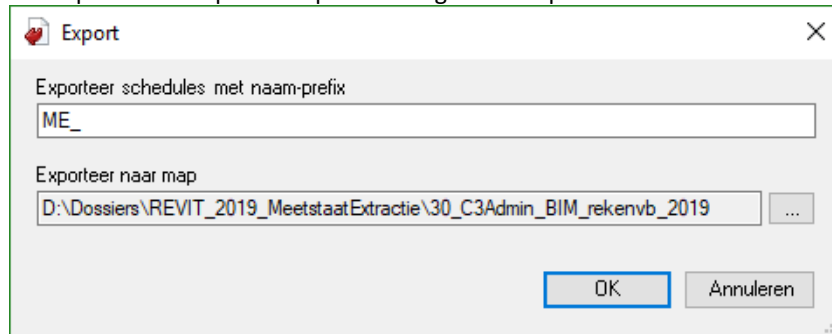 Export
Exporteer schedules met naam-prefix
ME_
Exporteer naar map
D:\Dossiers\REVIT_2019_MeetstaatExtractie\30_C3Admin_BIM_rekenvb_2019
...
OK
Annuleren